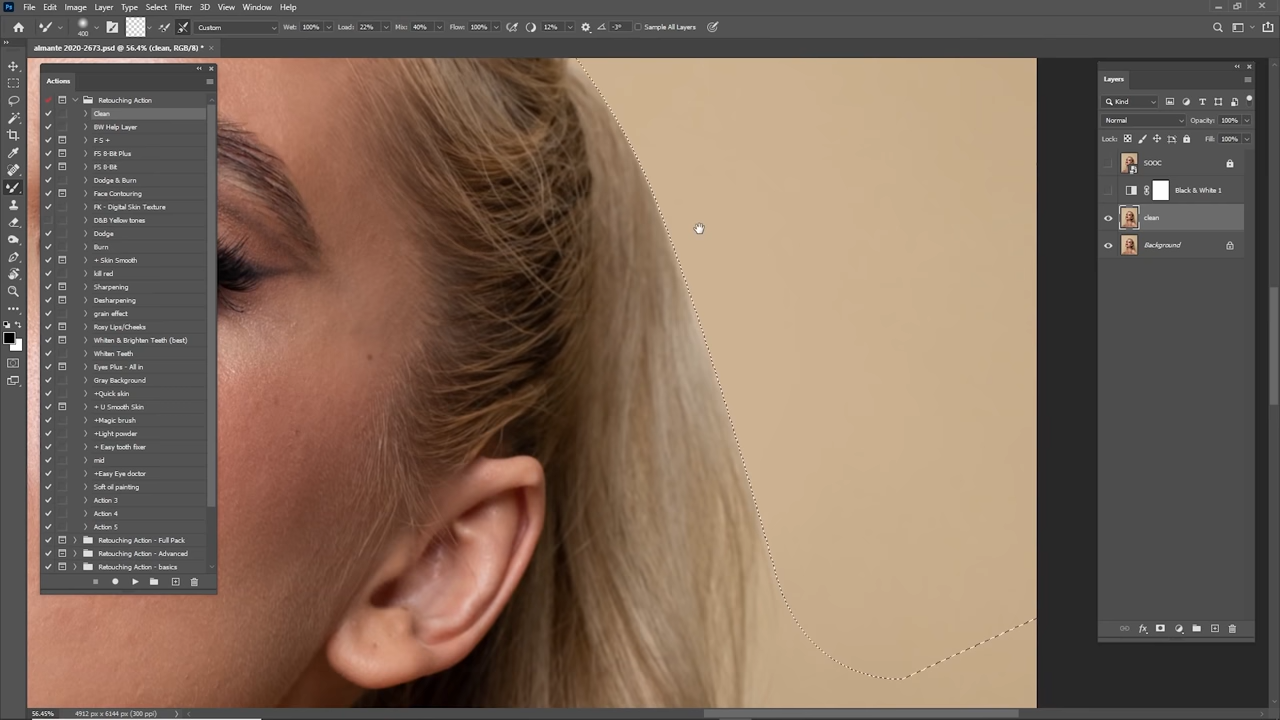 Ps File Edit Image Layer Type Select Filter 3D View Window Help
400 Custom Wet: 100% Load: 22% Mix: 40% Flow: 100% 12% -3° Sample All Layers
almante 2020-2673.psd @ 56.4% (clean, RGB/8) *
Actions
Retouching Action
Clean
BW Help Layer
F S +
FS 8-Bit Plus
FS 8-Bit
Dodge & Burn
Face Contouring
FK - Digital Skin Texture
D&B Yellow tones
Dodge
Burn
+ Skin Smooth
kill red
Sharpening
Desharpening
grain effect
Rosy Lips/Cheeks
Whiten & Brighten Teeth (best)
Whiten Teeth
Eyes Plus - All in
Gray Background
+Quick skin
+ U Smooth Skin
+Magic brush
+Light powder
+ Easy tooth fixer
mid
+Easy Eye doctor
Soft oil painting
Action 3
Action 4
Action 5
Retouching Action - Full Pack
Retouching Action - Advanced
Retouching Action - basics
Layers
Kind
Normal Opacity: 100%
Lock: Fill: 100%
SOOC
Black & White 1
clean
Background
56.45% 4912 px x 6144 px (300 ppi)